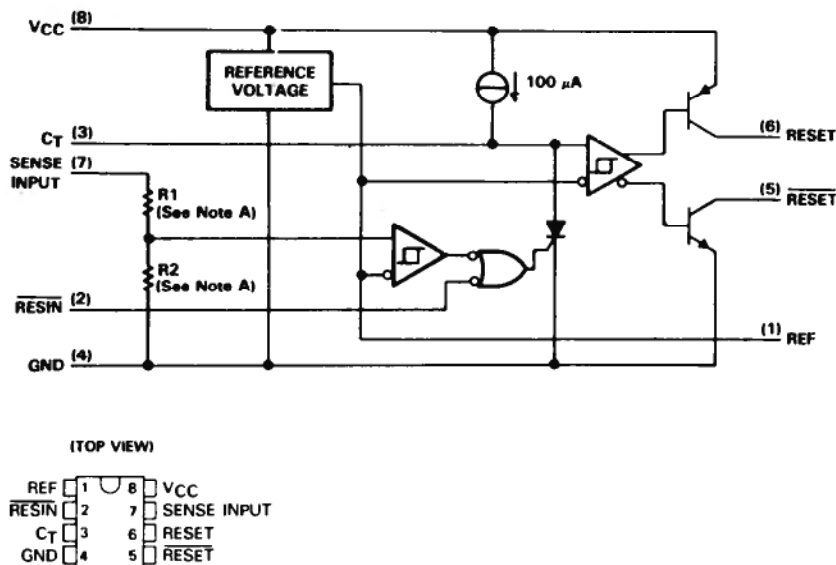 VCC (8)
REFERENCE
VOLTAGE
100 μA
CT (3)
SENSE (7)
INPUT
R1
(See Note A)
R2
(See Note A)
RESIN (2)
(6) RESET
(5) RESET
(1) REF
GND (4)
(TOP VIEW)
REF 1 8 VCC
RESIN 2 7 SENSE INPUT
CT 3 6 RESET
GND 4 5 RESET